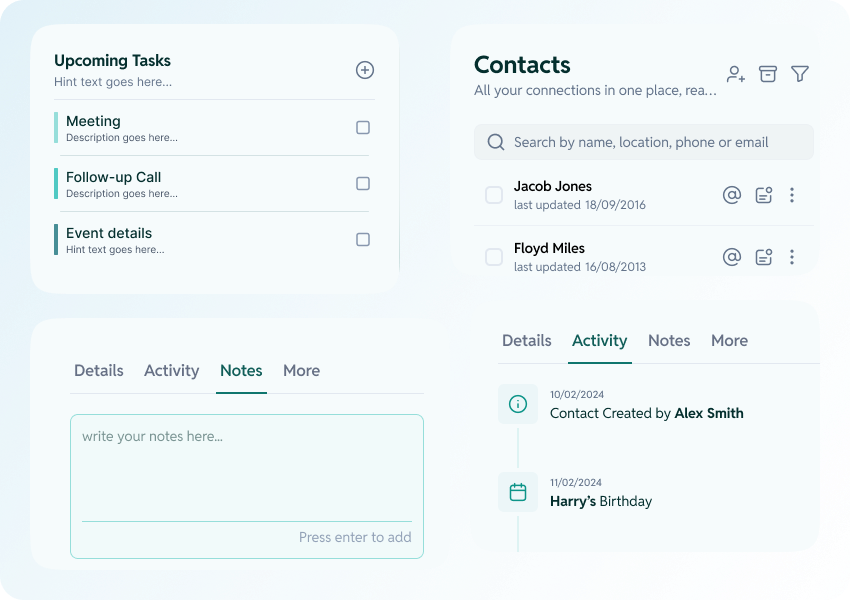 Upcoming Tasks
Hint text goes here...
Meeting
Description goes here...
Follow-up Call
Description goes here...
Event details
Hint text goes here...
Contacts
All your connections in one place, rea...
Search by name, location, phone or email
Jacob Jones
last updated 18/09/2016
Floyd Miles
last updated 16/08/2013
Details Activity Notes More
write your notes here...
Press enter to add
Details Activity Notes More
10/02/2024
Contact Created by Alex Smith
11/02/2024
Harry’s Birthday